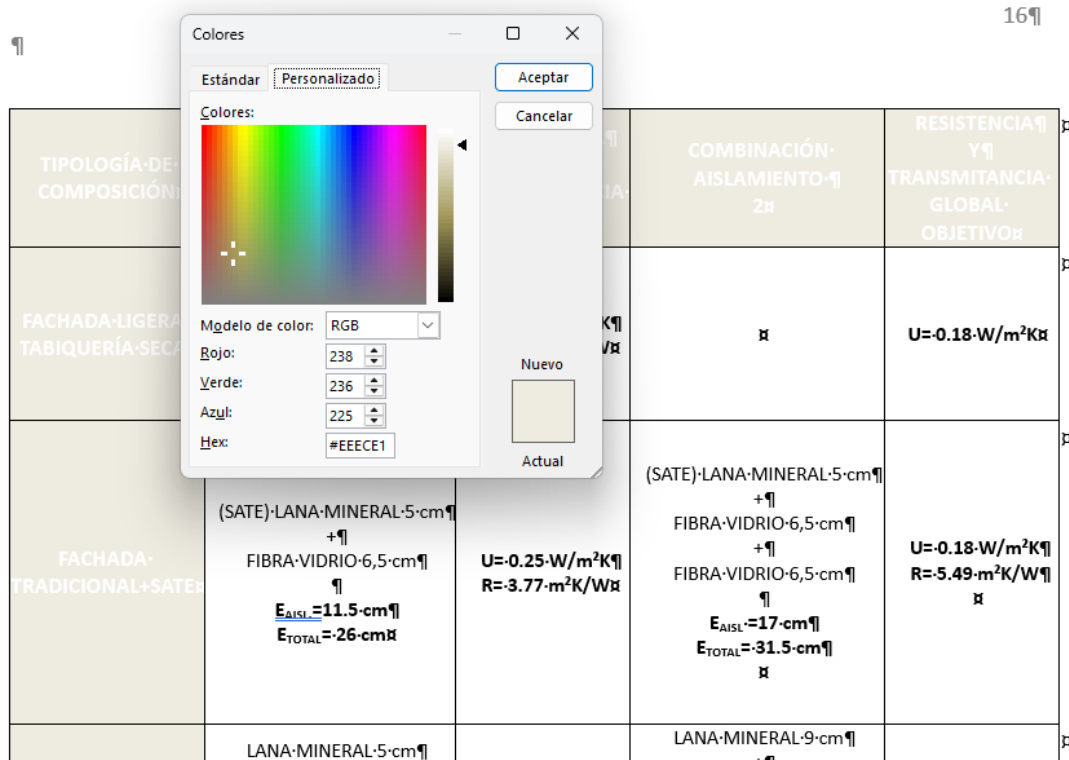 16¶
¶
Colores
Estándar
Personalizado
Aceptar
Cancelar
Colores:
Modelo de color:
RGB
Rojo:
238
Verde:
236
Azul:
225
Hex:
#EEECE1
Nuevo
Actual
TIPOLOGÍA·DE·
COMPOSICIÓN¤
COMBINACIÓN·
AISLAMIENTO·¶
2¤
RESISTENCIA¶
Y¶
TRANSMITANCIA·
GLOBAL·
OBJETIVO¤
¤
FACHADA·LIGERA
TABIQUERÍA·SECA
K¶
W¤
¤
U=·0.18·W/m²K¤
¤
FACHADA·
TRADICIONAL+SATE¤
(SATE)·LANA·MINERAL·5·cm¶
+¶
FIBRA·VIDRIO·6,5·cm¶
¶
E_AISL.=11.5·cm¶
E_TOTAL=·26·cm¤
U=·0.25·W/m²K¶
R=·3.77·m²K/W¤
(SATE)·LANA·MINERAL·5·cm¶
+¶
FIBRA·VIDRIO·6,5·cm¶
+¶
FIBRA·VIDRIO·6,5·cm¶
¶
E_AISL·=17·cm¶
E_TOTAL=·31.5·cm¶
¤
U=·0.18·W/m²K¶
R=·5.49·m²K/W¶
¤
¤
LANA·MINERAL·5·cm¶
LANA·MINERAL·9·cm¶
¤